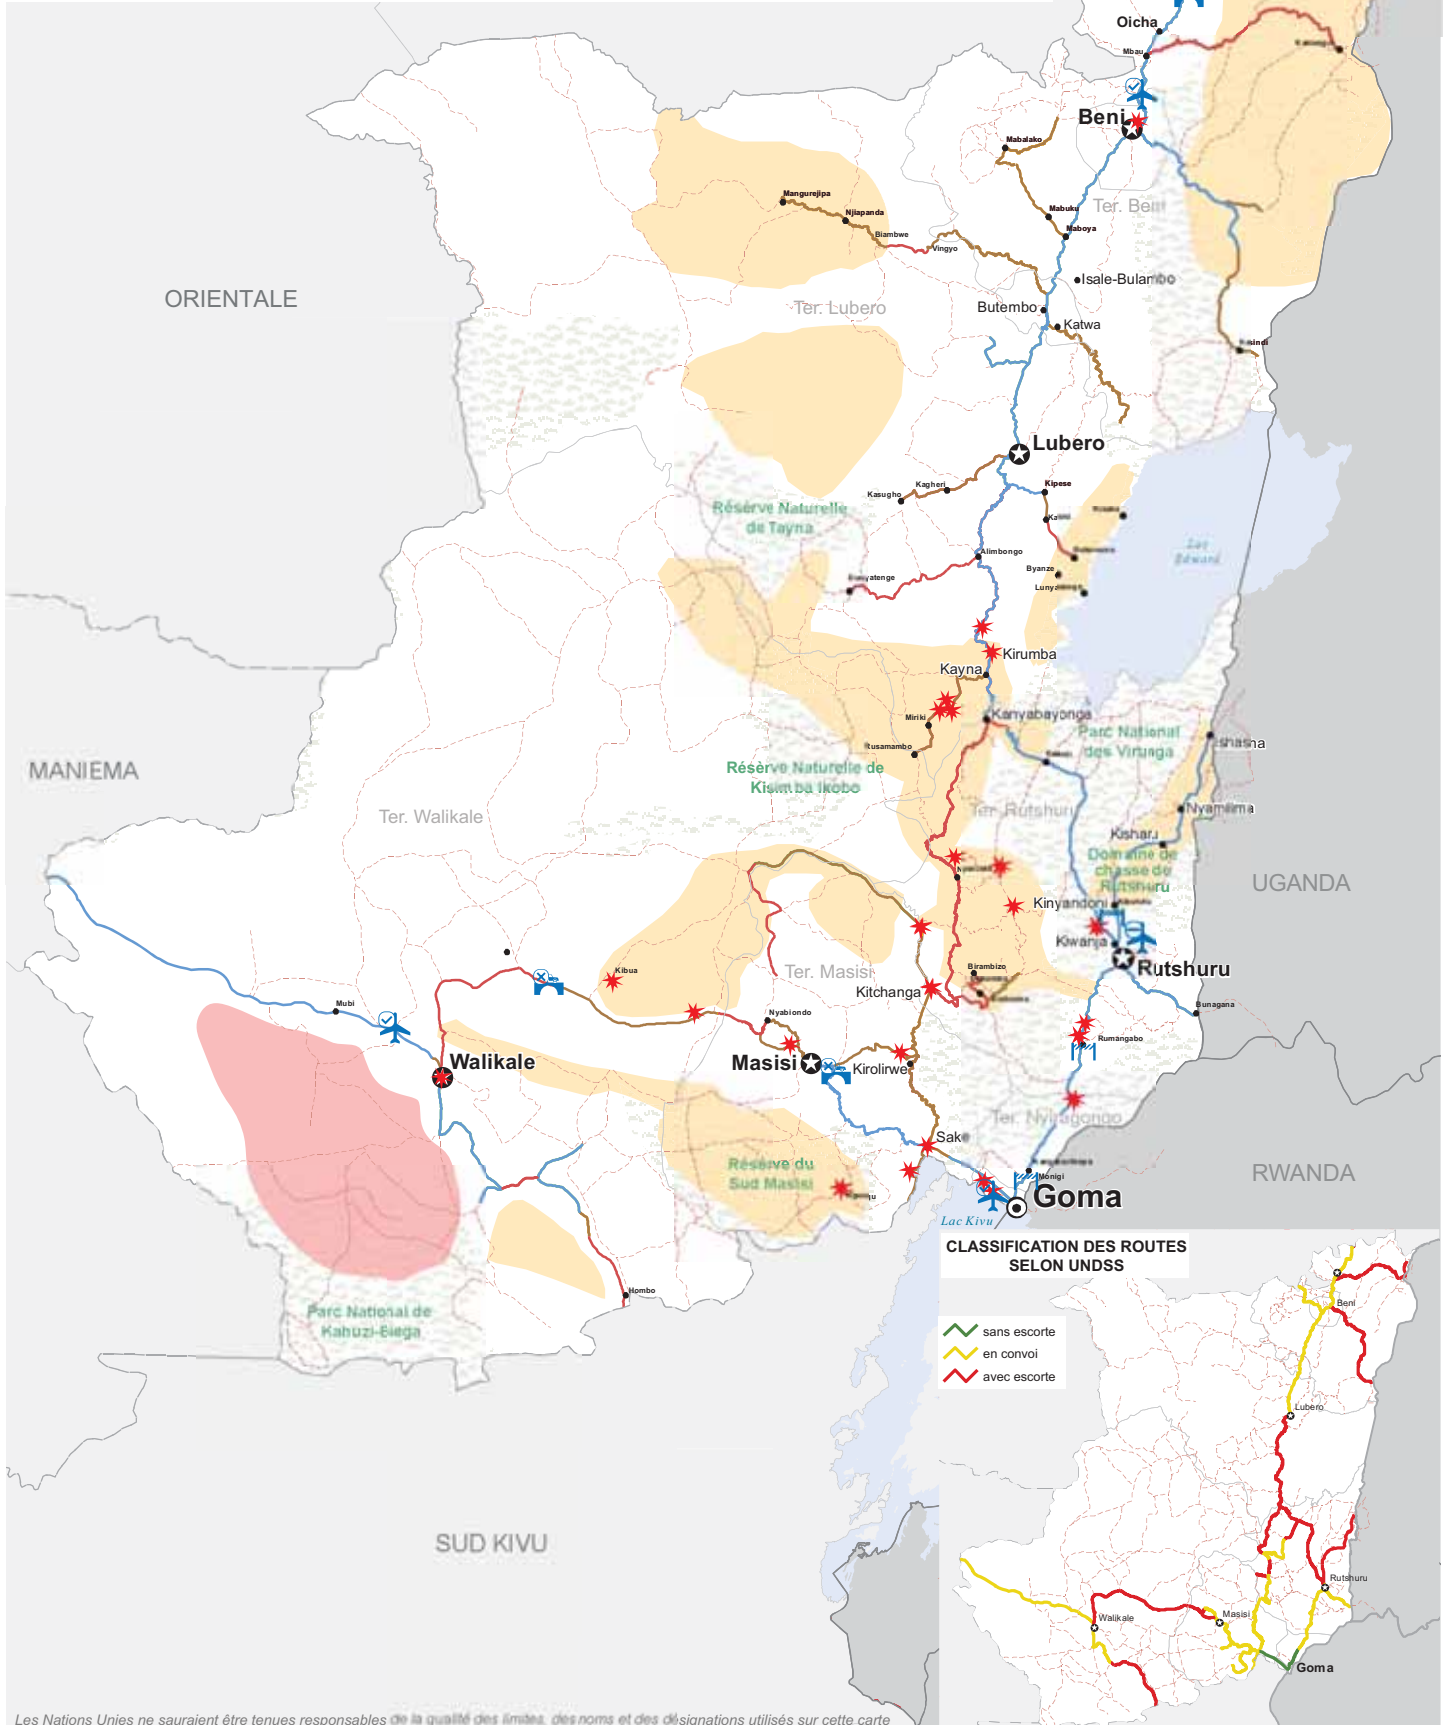 Oicha
Mbau
Beni
Mabalako
Mangurejipa
Njiapanda
Biambwe
Vingyo
Mabuku
Maboya
Ter. Beni
Isale-Bulambo
ORIENTALE
Ter. Lubero
Butembo
Katwa
Lubero
Kasugho
Kagheri
Kipese
Réserve Naturelle
de Tayna
Lac
Edward
Alimbongo
Byanze
Kirumba
Kayna
Kanyabayonga
Miriki
Rusamambo
Parc National
des Virunga
Réserve Naturelle de
Kisimba Ikobo
MANIEMA
Ter. Walikale
Ter. Rutshuru
Nyamilima
Kisharu
Domaine de
chasse de
Rutshuru
UGANDA
Kinyandoni
Kiwanja
Rutshuru
Kibua
Ter. Masisi
Birambizo
Kitchanga
Mubi
Nyabiondo
Bunagana
Rumangabo
Walikale
Masisi
Kirolirwe
Ter. Nyiragongo
Sake
Réserve du
Sud Masisi
RWANDA
Monigi
Goma
Lac Kivu
Hombo
Parc National de
Kahuzi-Biega
SUD KIVU
CLASSIFICATION DES ROUTES
SELON UNDSS
sans escorte
en convoi
avec escorte
Beni
Lubero
Rutshuru
Masisi
Walikale
Goma
Les Nations Unies ne sauraient être tenues responsables de la qualité des limites, des noms et des désignations utilisés sur cette carte